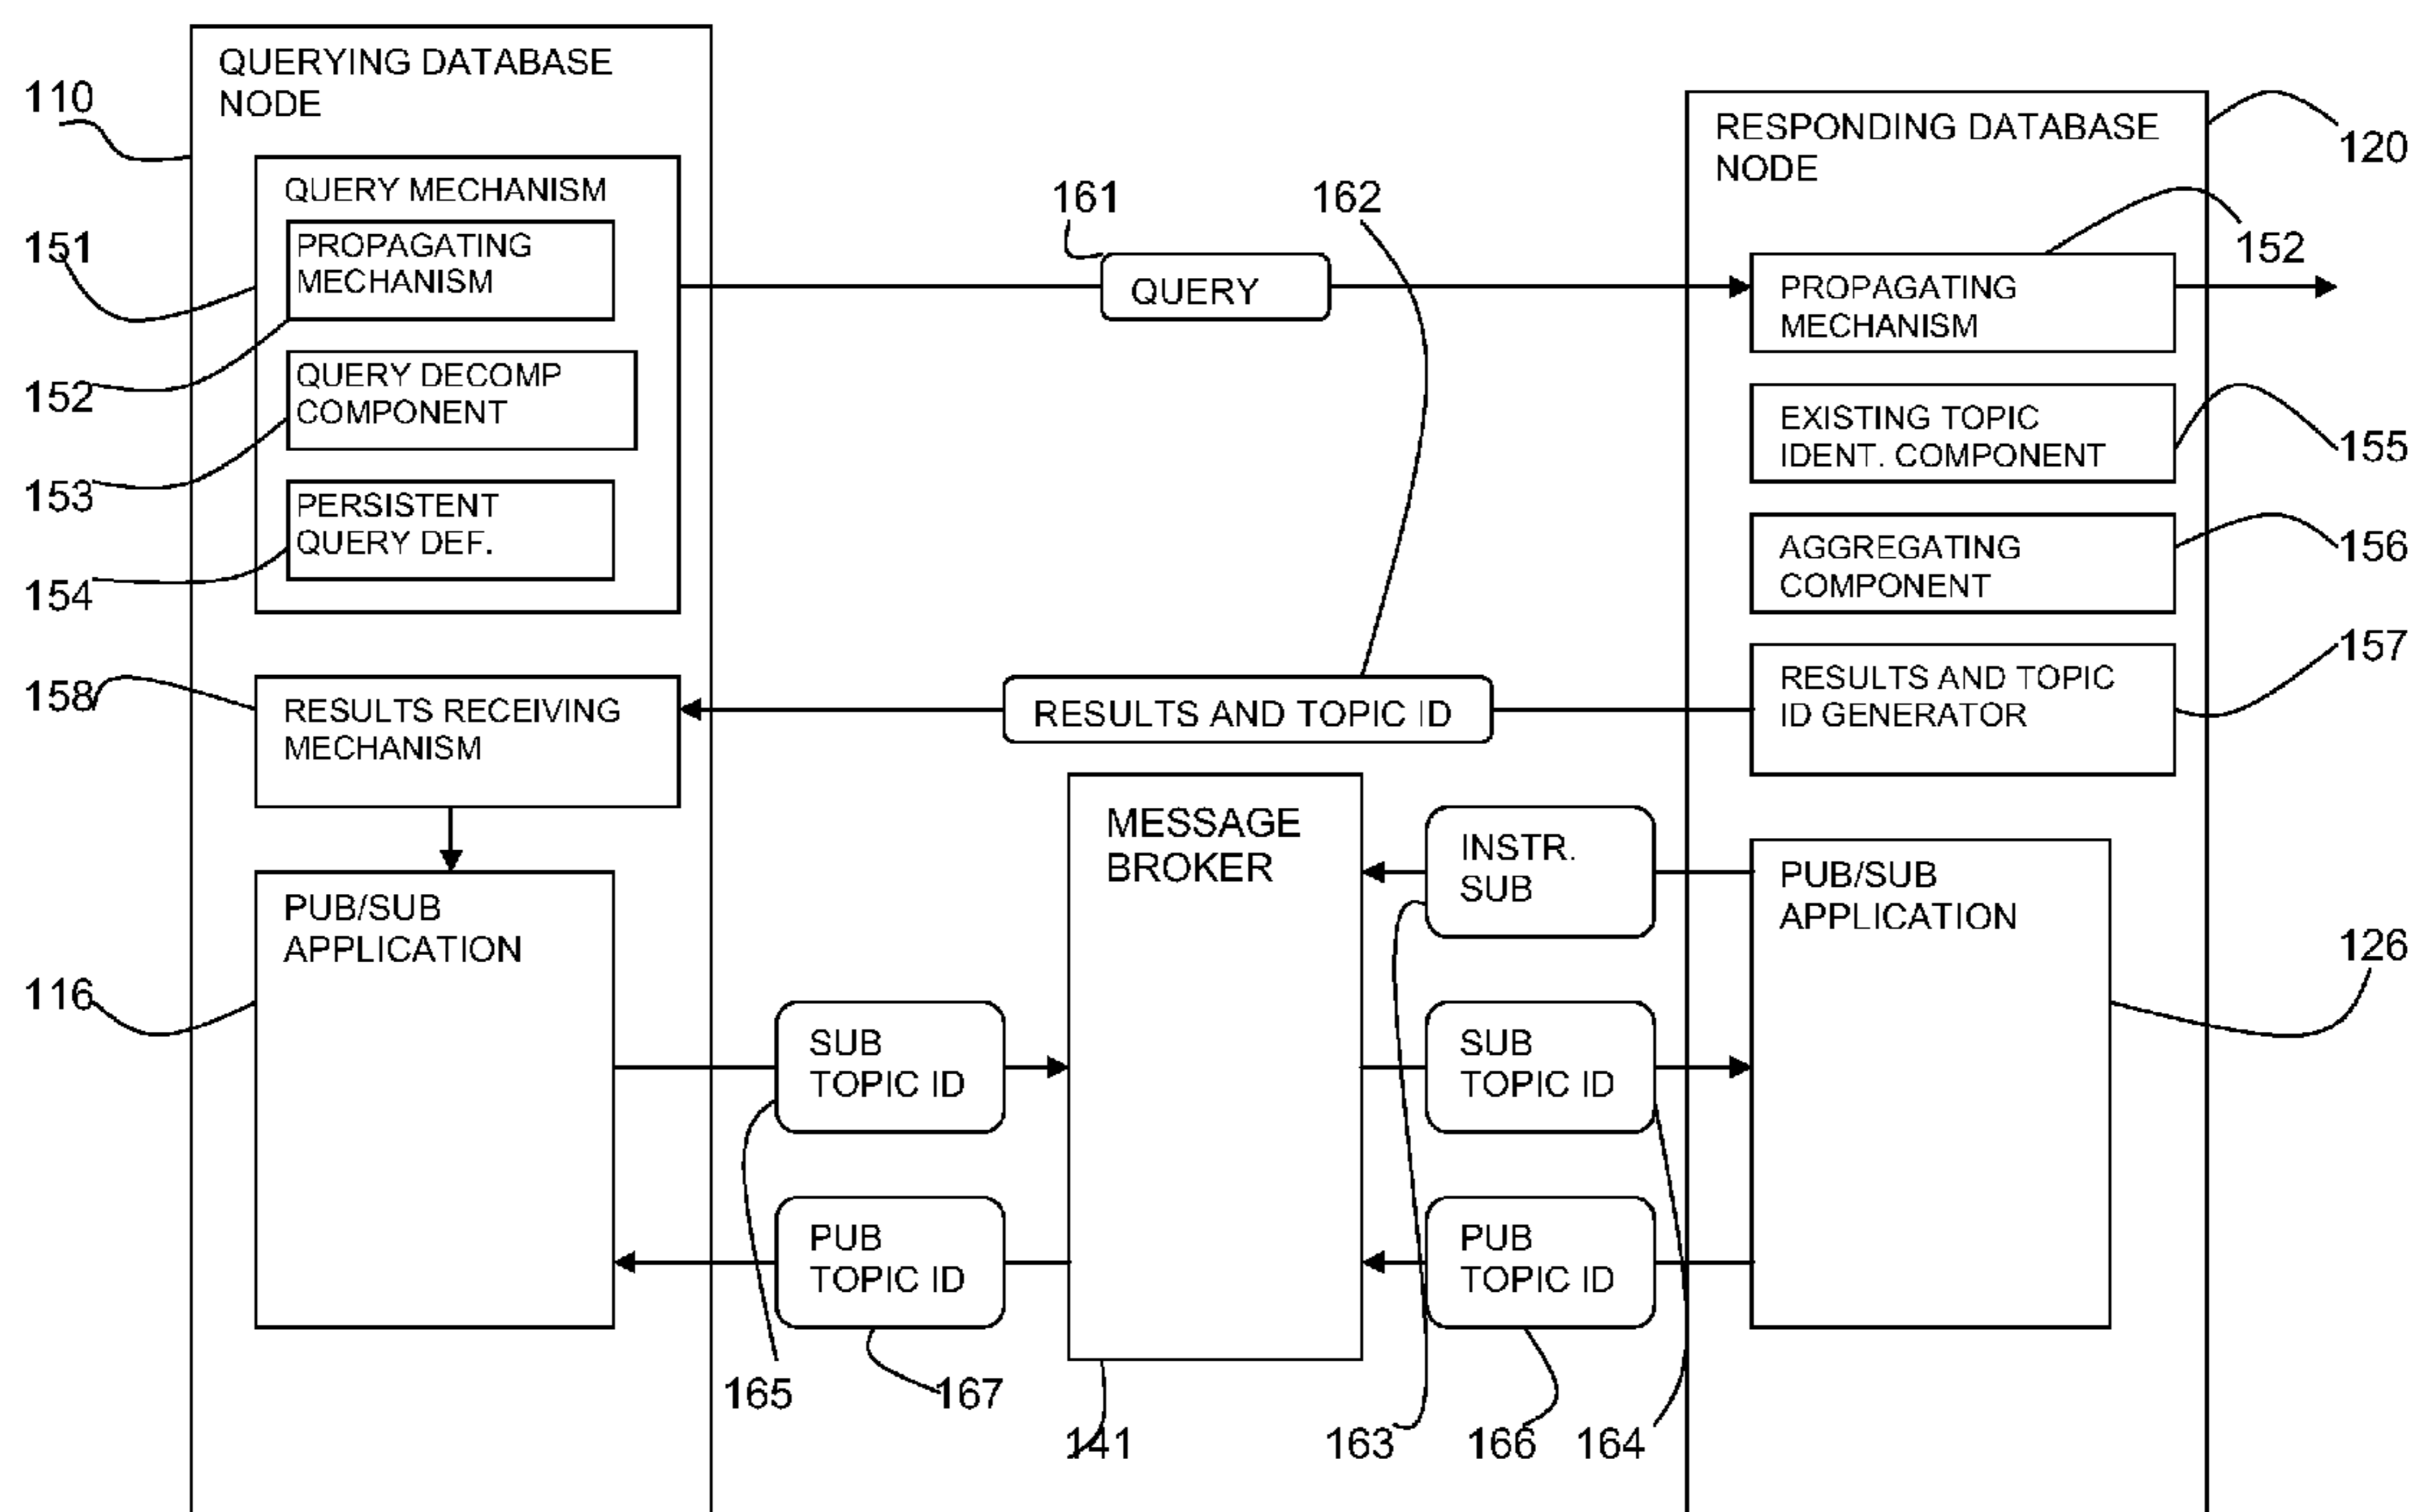 QUERYING DATABASE
NODE
110
QUERY MECHANISM
151
PROPAGATING
MECHANISM
152
QUERY DECOMP
COMPONENT
153
PERSISTENT
QUERY DEF.
154
158
RESULTS RECEIVING
MECHANISM
PUB/SUB
APPLICATION
116
161
QUERY
162
RESULTS AND TOPIC ID
MESSAGE
BROKER
INSTR.
SUB
SUB
TOPIC ID
SUB
TOPIC ID
PUB
TOPIC ID
PUB
TOPIC ID
165
167
141
163
166
164
RESPONDING DATABASE
NODE
120
152
PROPAGATING
MECHANISM
EXISTING TOPIC
IDENT. COMPONENT
155
AGGREGATING
COMPONENT
156
RESULTS AND TOPIC
ID GENERATOR
157
PUB/SUB
APPLICATION
126